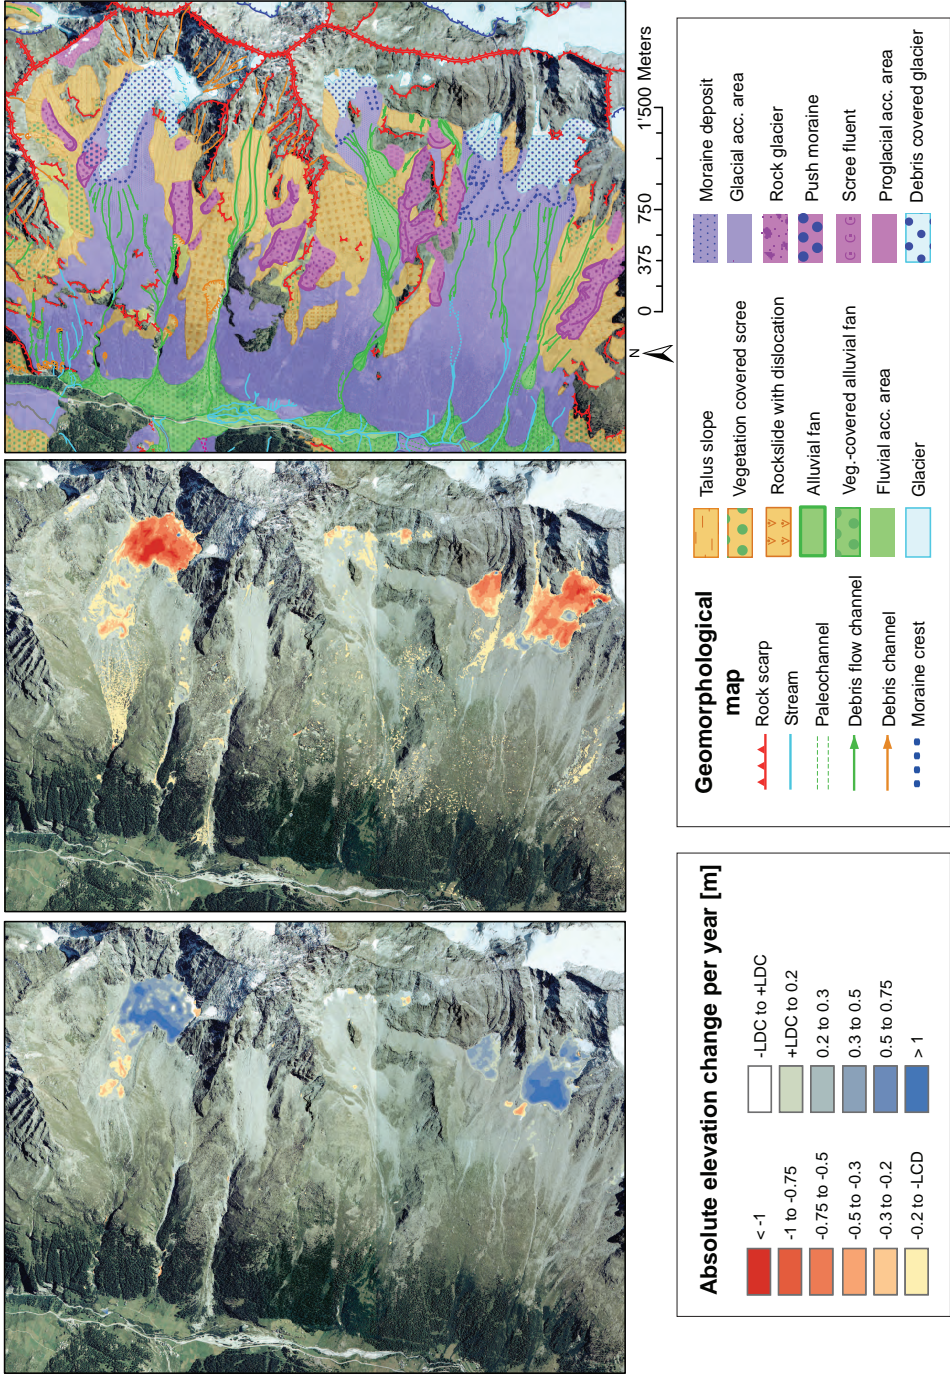 Absolute elevation change per year [m]
< -1
-1 to -0.75
-0.75 to -0.5
-0.5 to -0.3
-0.3 to -0.2
-0.2 to -LCD
-LDC to +LDC
+LDC to 0.2
0.2 to 0.3
0.3 to 0.5
0.5 to 0.75
> 1
Geomorphological
map
Rock scarp
Stream
Paleochannel
Debris flow channel
Debris channel
Moraine crest
Talus slope
Vegetation covered scree
Rockslide with dislocation
Alluvial fan
Veg.-covered alluvial fan
Fluvial acc. area
Glacier
Moraine deposit
Glacial acc. area
Rock glacier
Push moraine
Scree fluent
Proglacial acc. area
Debris covered glacier
N
0 375 750 1'500 Meters